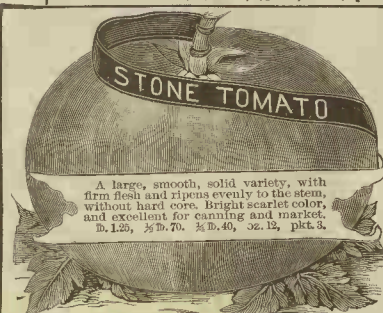 STONE TOMATO
A large, smooth, solid variety, with
firm flesh and ripens evenly to the stem,
without hard core. Bright scarlet color,
and excellent for canning and market.
lb. 1.25, ½ lb. 70. ¼ lb. 40, oz. 12, pkt. 3.